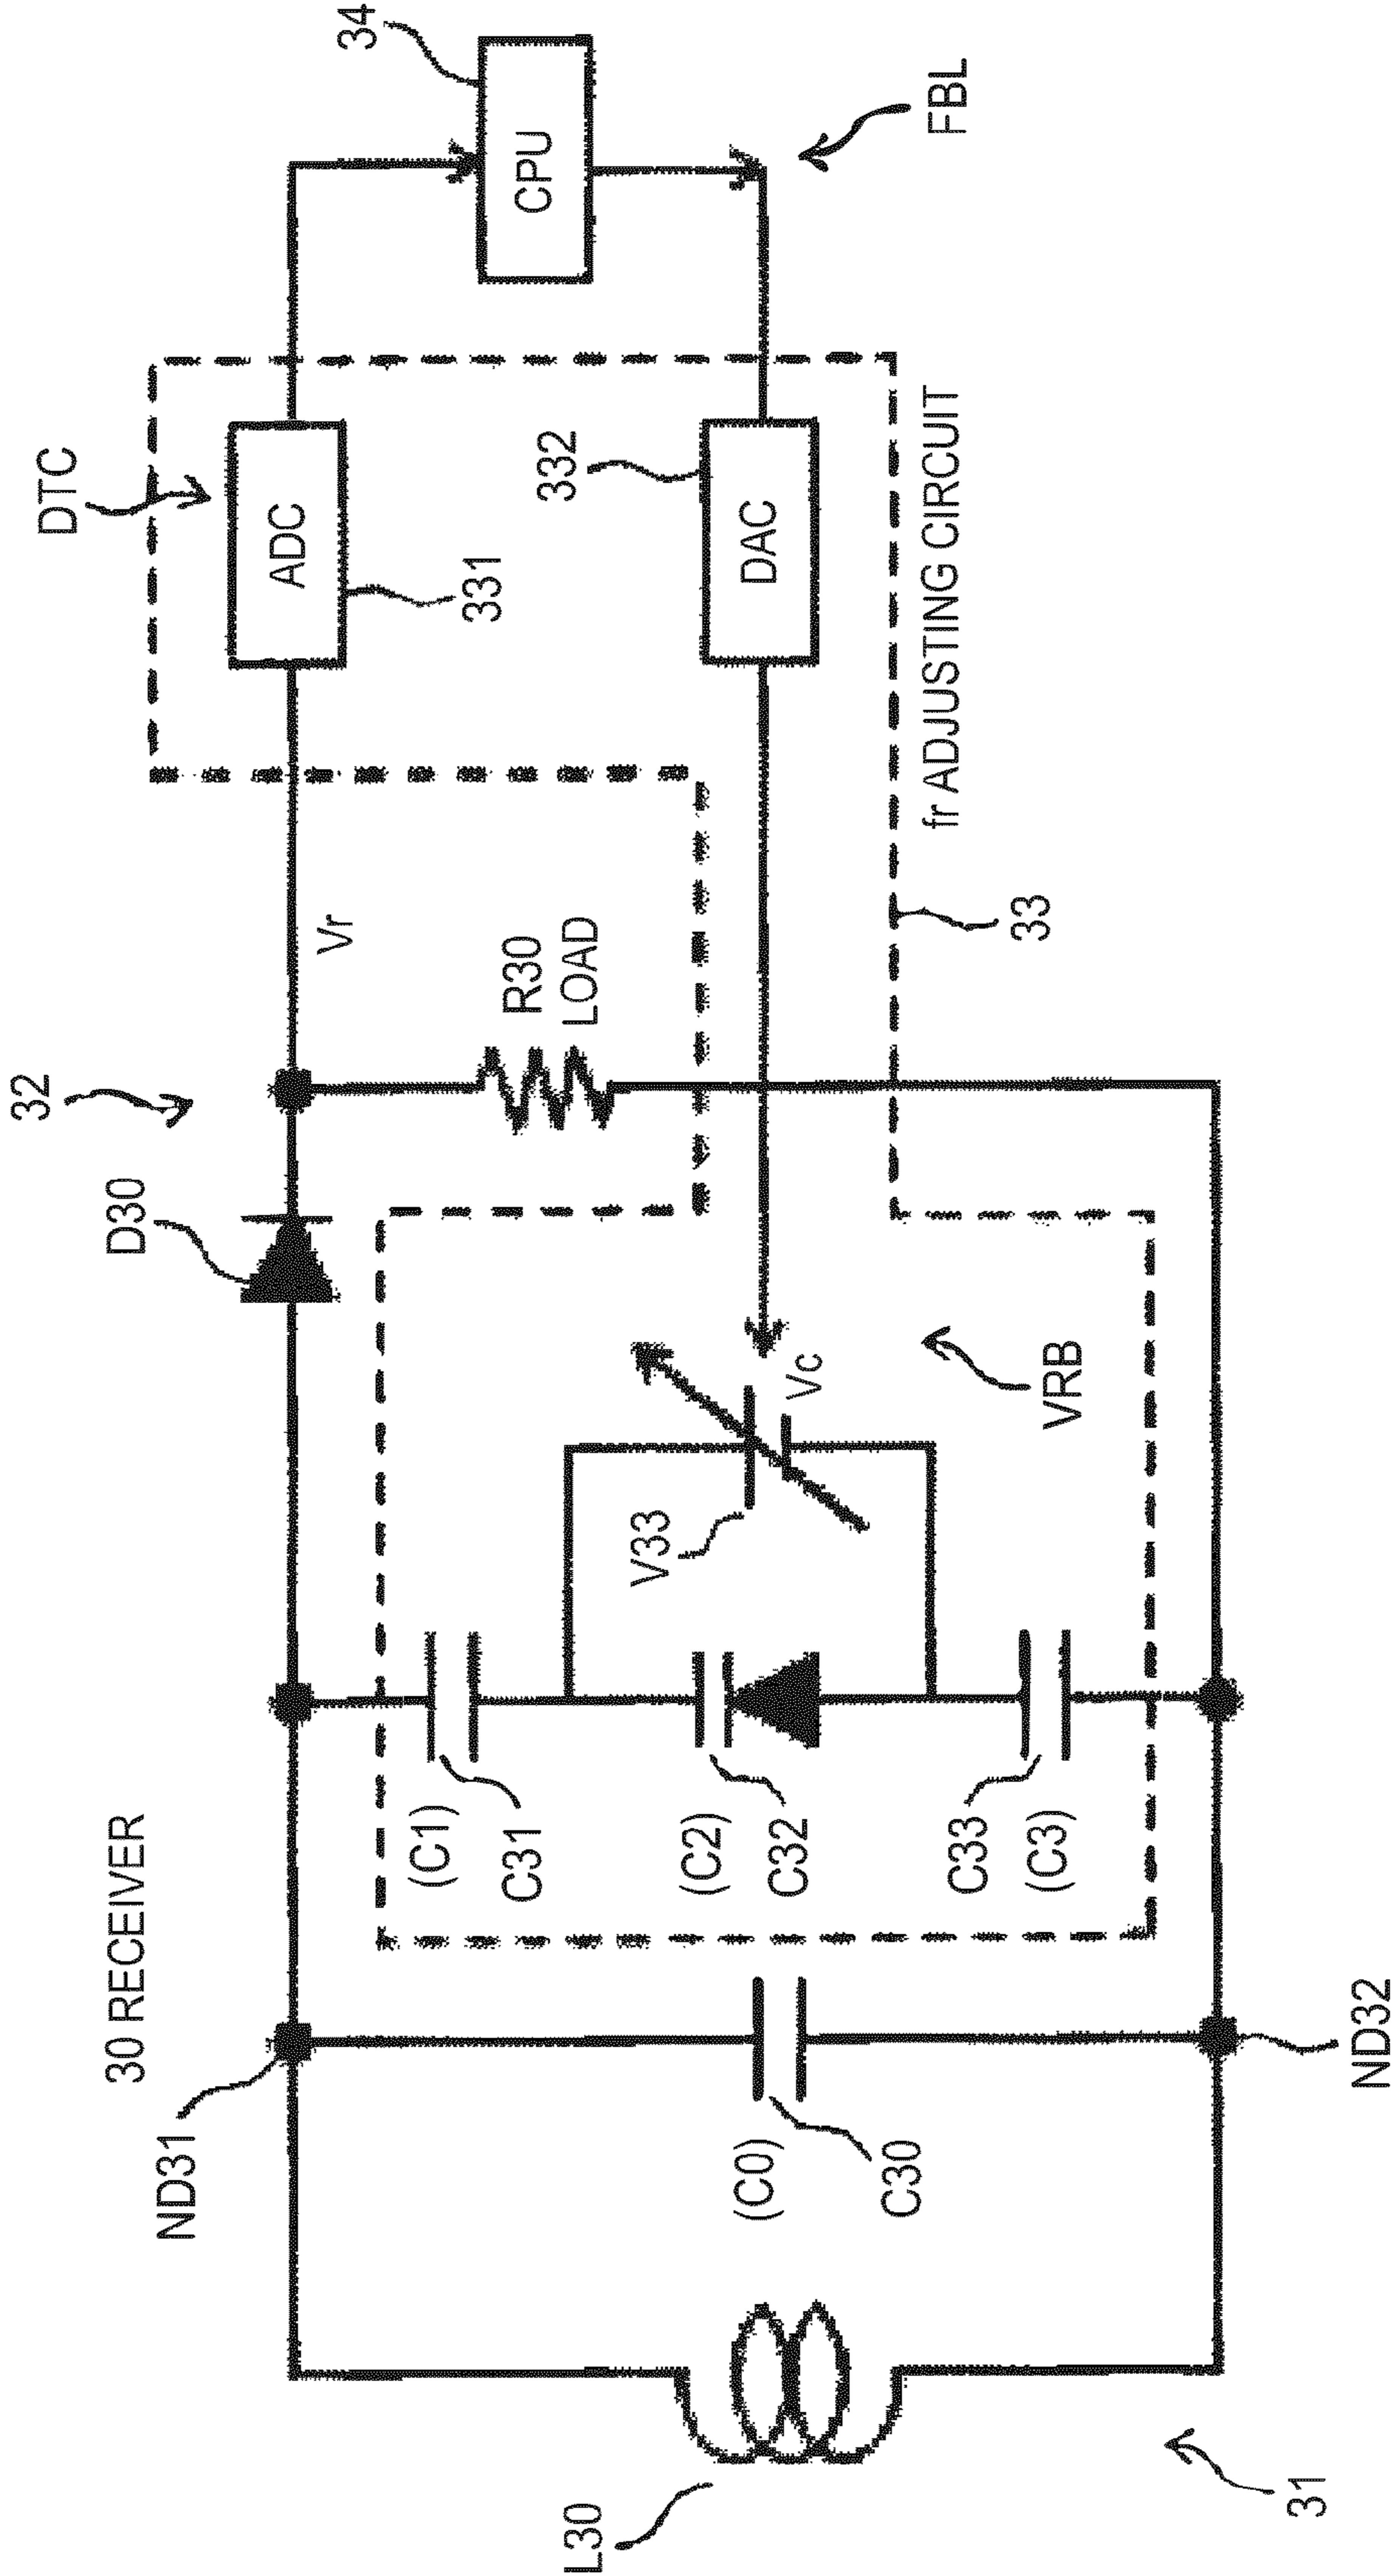 30 RECEIVER
32
DTC
34
ND31
D30
Vr
ADC
331
CPU
R30
LOAD
332
DAC
FBL
(C1)
C31
V33
Vc
(C2)
C32
L30
(C0)
C30
C33
(C3)
VRB
33
fr ADJUSTING CIRCUIT
31
ND32